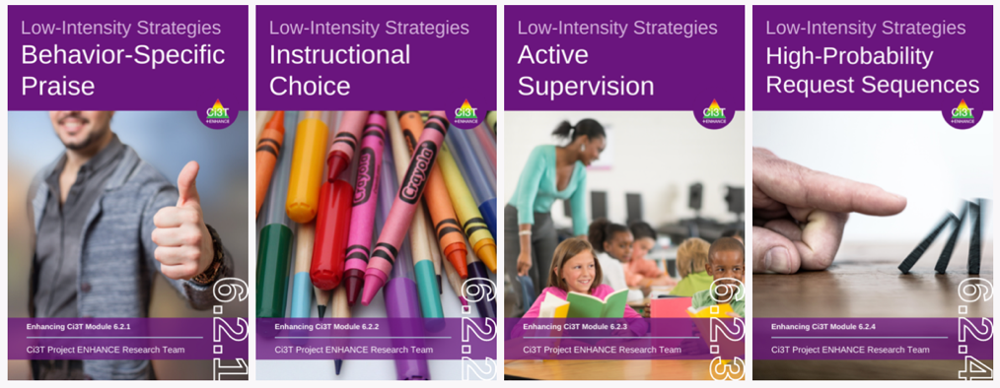 Low-Intensity Strategies
Behavior-Specific
Praise
Ci3T
ENHANCE
Enhancing Ci3T Module 6.2.1
Ci3T Project ENHANCE Research Team
6.2.1
Low-Intensity Strategies
Instructional
Choice
Ci3T
ENHANCE
Crayola
Crayola
Enhancing Ci3T Module 6.2.2
Ci3T Project ENHANCE Research Team
6.2.2
Low-Intensity Strategies
Active
Supervision
Ci3T
ENHANCE
Enhancing Ci3T Module 6.2.3
Ci3T Project ENHANCE Research Team
6.2.3
Low-Intensity Strategies
High-Probability
Request Sequences
Ci3T
ENHANCE
Enhancing Ci3T Module 6.2.4
Ci3T Project ENHANCE Research Team
6.2.4